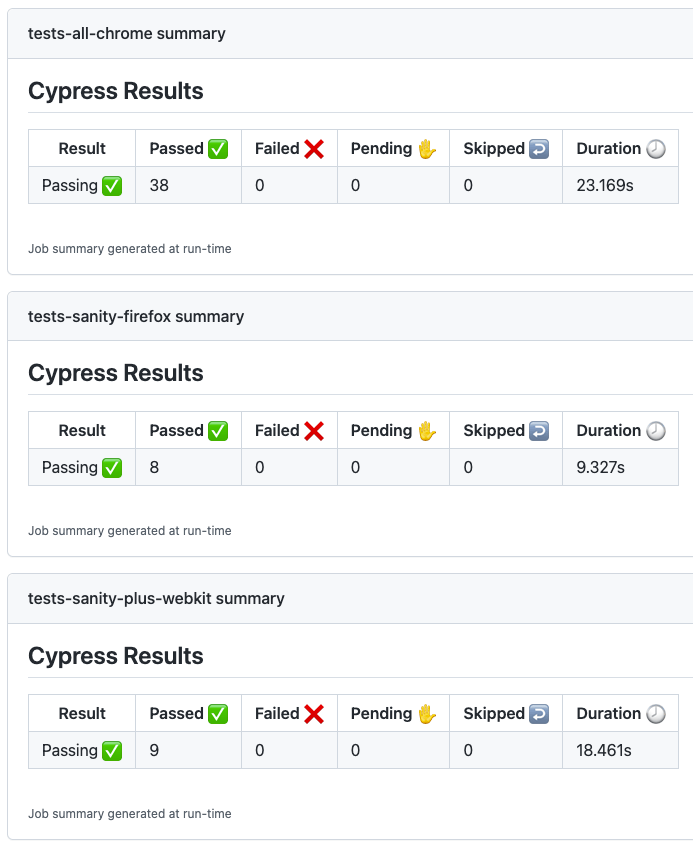 tests-all-chrome summary
Cypress Results
Result Passed ✅ Failed ❌ Pending ✋ Skipped ↩️ Duration 🕗
Passing ✅ 38 0 0 0 23.169s
Job summary generated at run-time
tests-sanity-firefox summary
Cypress Results
Result Passed ✅ Failed ❌ Pending ✋ Skipped ↩️ Duration 🕗
Passing ✅ 8 0 0 0 9.327s
Job summary generated at run-time
tests-sanity-plus-webkit summary
Cypress Results
Result Passed ✅ Failed ❌ Pending ✋ Skipped ↩️ Duration 🕗
Passing ✅ 9 0 0 0 18.461s
Job summary generated at run-time